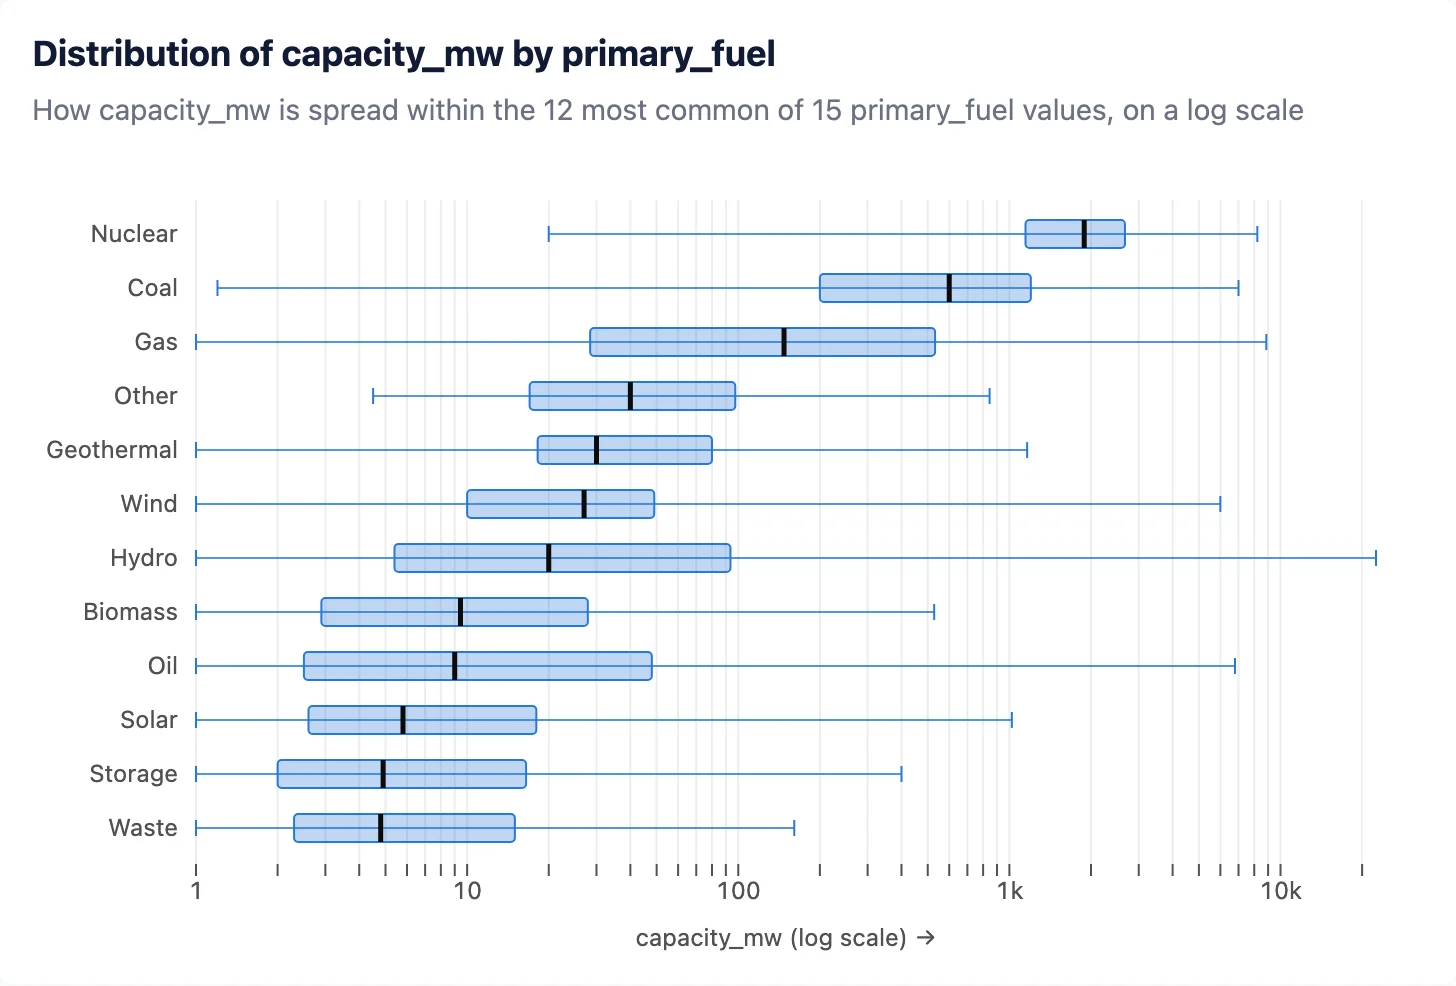 Distribution of capacity_mw by primary_fuel
How capacity_mw is spread within the 12 most common of 15 primary_fuel values, on a log scale
Nuclear
Coal
Gas
Other
Geothermal
Wind
Hydro
Biomass
Oil
Solar
Storage
Waste
1 10 100 1k 10k
capacity_mw (log scale) →